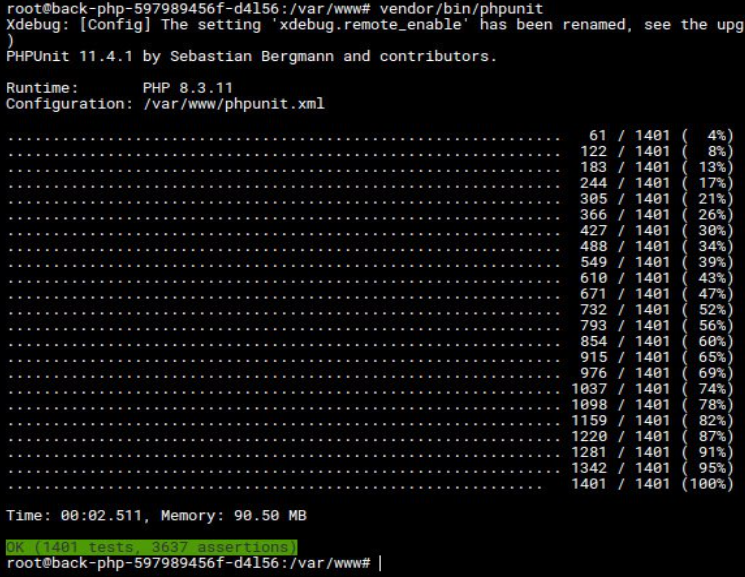 root@back-php-597989456f-d4l56:/var/www# vendor/bin/phpunit
Xdebug: [Config] The setting 'xdebug.remote_enable' has been renamed, see the upg
)
PHPUnit 11.4.1 by Sebastian Bergmann and contributors.
Runtime:       PHP 8.3.11
Configuration: /var/www/phpunit.xml
.............................................................   61 / 1401 (  4%)
.............................................................  122 / 1401 (  8%)
.............................................................  183 / 1401 ( 13%)
.............................................................  244 / 1401 ( 17%)
.............................................................  305 / 1401 ( 21%)
.............................................................  366 / 1401 ( 26%)
.............................................................  427 / 1401 ( 30%)
.............................................................  488 / 1401 ( 34%)
.............................................................  549 / 1401 ( 39%)
.............................................................  610 / 1401 ( 43%)
.............................................................  671 / 1401 ( 47%)
.............................................................  732 / 1401 ( 52%)
.............................................................  793 / 1401 ( 56%)
.............................................................  854 / 1401 ( 60%)
.............................................................  915 / 1401 ( 65%)
.............................................................  976 / 1401 ( 69%)
............................................................. 1037 / 1401 ( 74%)
............................................................. 1098 / 1401 ( 78%)
............................................................. 1159 / 1401 ( 82%)
............................................................. 1220 / 1401 ( 87%)
............................................................. 1281 / 1401 ( 91%)
............................................................. 1342 / 1401 ( 95%)
...........................................................   1401 / 1401 (100%)
Time: 00:02.511, Memory: 90.50 MB
OK (1401 tests, 3637 assertions)
root@back-php-597989456f-d4l56:/var/www#